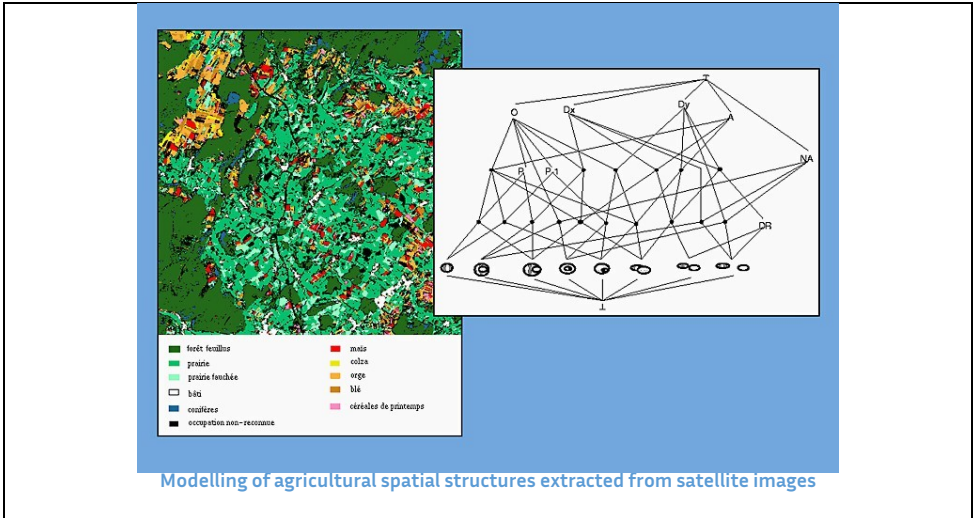 forêt feuillus
prairie
prairie fauchée
bâti
conifères
occupation non-reconnue
maïs
colza
orge
blé
céréales de printemps
T
O
Dx
Dy
A
NA
P
P-1
DR
⊥
Modelling of agricultural spatial structures extracted from satellite images